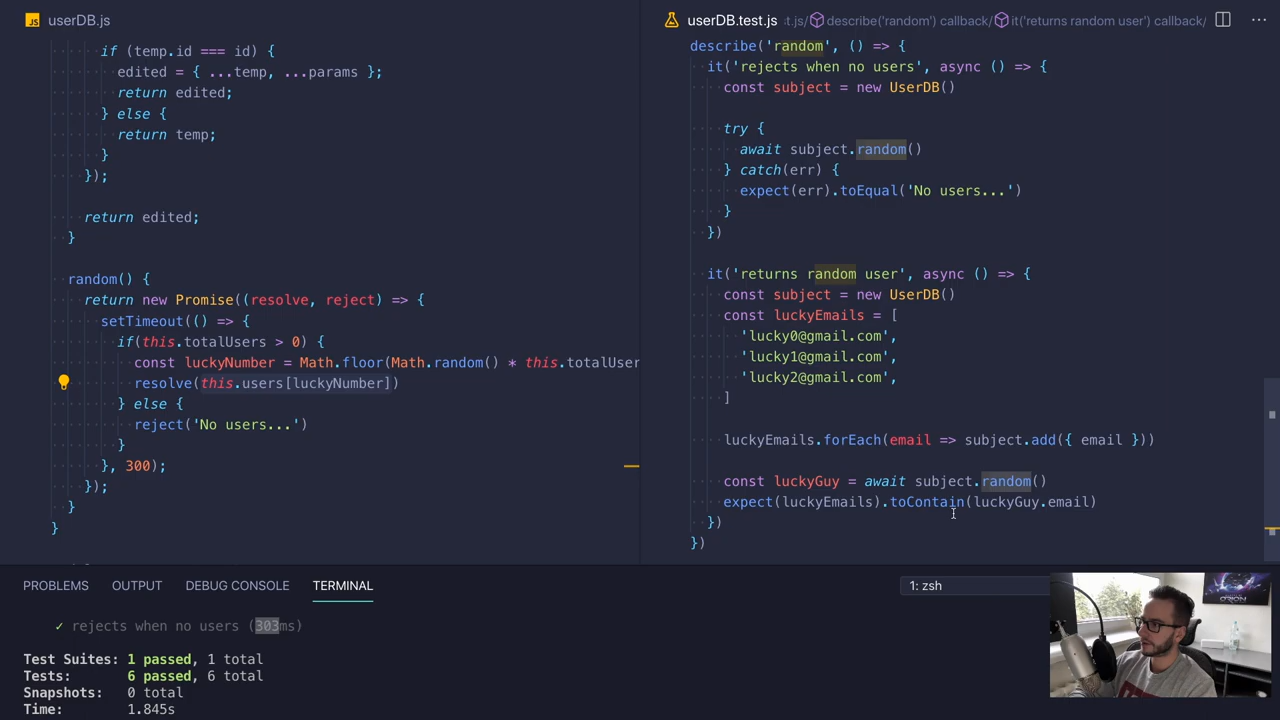 JS userDB.js
if (temp.id === id) {
edited = { ...temp, ...params };
return edited;
} else {
return temp;
}
});
return edited;
}
random() {
return new Promise((resolve, reject) => {
setTimeout(() => {
if(this.totalUsers > 0) {
const luckyNumber = Math.floor(Math.random() * this.totalUser
resolve(this.users[luckyNumber])
} else {
reject('No users...')
}
}, 300);
});
}
}
userDB.test.js t.js/ describe('random') callback/ it('returns random user') callback/ ...
describe('random', () => {
it('rejects when no users', async () => {
const subject = new UserDB()
try {
await subject.random()
} catch(err) {
expect(err).toEqual('No users...')
}
})
it('returns random user', async () => {
const subject = new UserDB()
const luckyEmails = [
'lucky0@gmail.com',
'lucky1@gmail.com',
'lucky2@gmail.com',
]
luckyEmails.forEach(email => subject.add({ email }))
const luckyGuy = await subject.random()
expect(luckyEmails).toContain(luckyGuy.email)
})
})
PROBLEMS OUTPUT DEBUG CONSOLE TERMINAL 1: zsh
✓ rejects when no users (303ms)
Test Suites: 1 passed, 1 total
Tests: 6 passed, 6 total
Snapshots: 0 total
Time: 1.845s
ORION